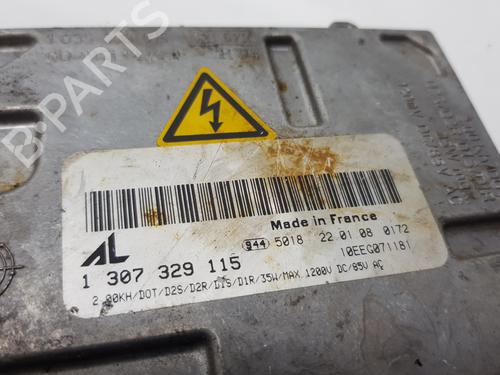 B-PARTS
Made in France
944 5018 22 01 08 0172
10EEG071181
AL
1 307 329 115
2.00KH/DOT/D2S/D2R/D1S/D1R/35W/MAX.1200V DC/85V AC